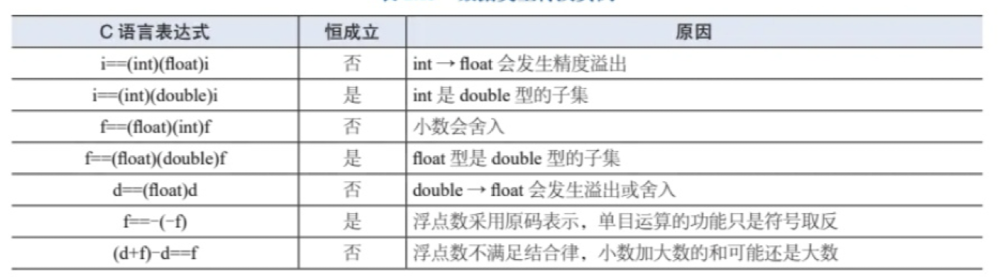 C 语言表达式 恒成立 原因
i==(int)(float)i 否 int → float 会发生精度溢出
i==(int)(double)i 是 int 是 double 型的子集
f==(float)(int)f 否 小数会舍入
f==(float)(double)f 是 float 型是 double 型的子集
d==(float)d 否 double → float 会发生溢出或舍入
f==-(-f) 是 浮点数采用原码表示，单目运算的功能只是符号取反
(d+f)-d==f 否 浮点数不满足结合律，小数加大数的和可能还是大数